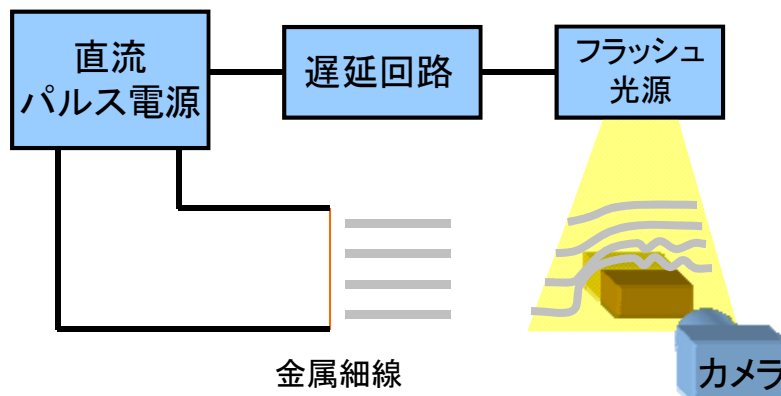 直流
パルス電源
遅延回路
フラッシュ
光源
金属細線
カメラ